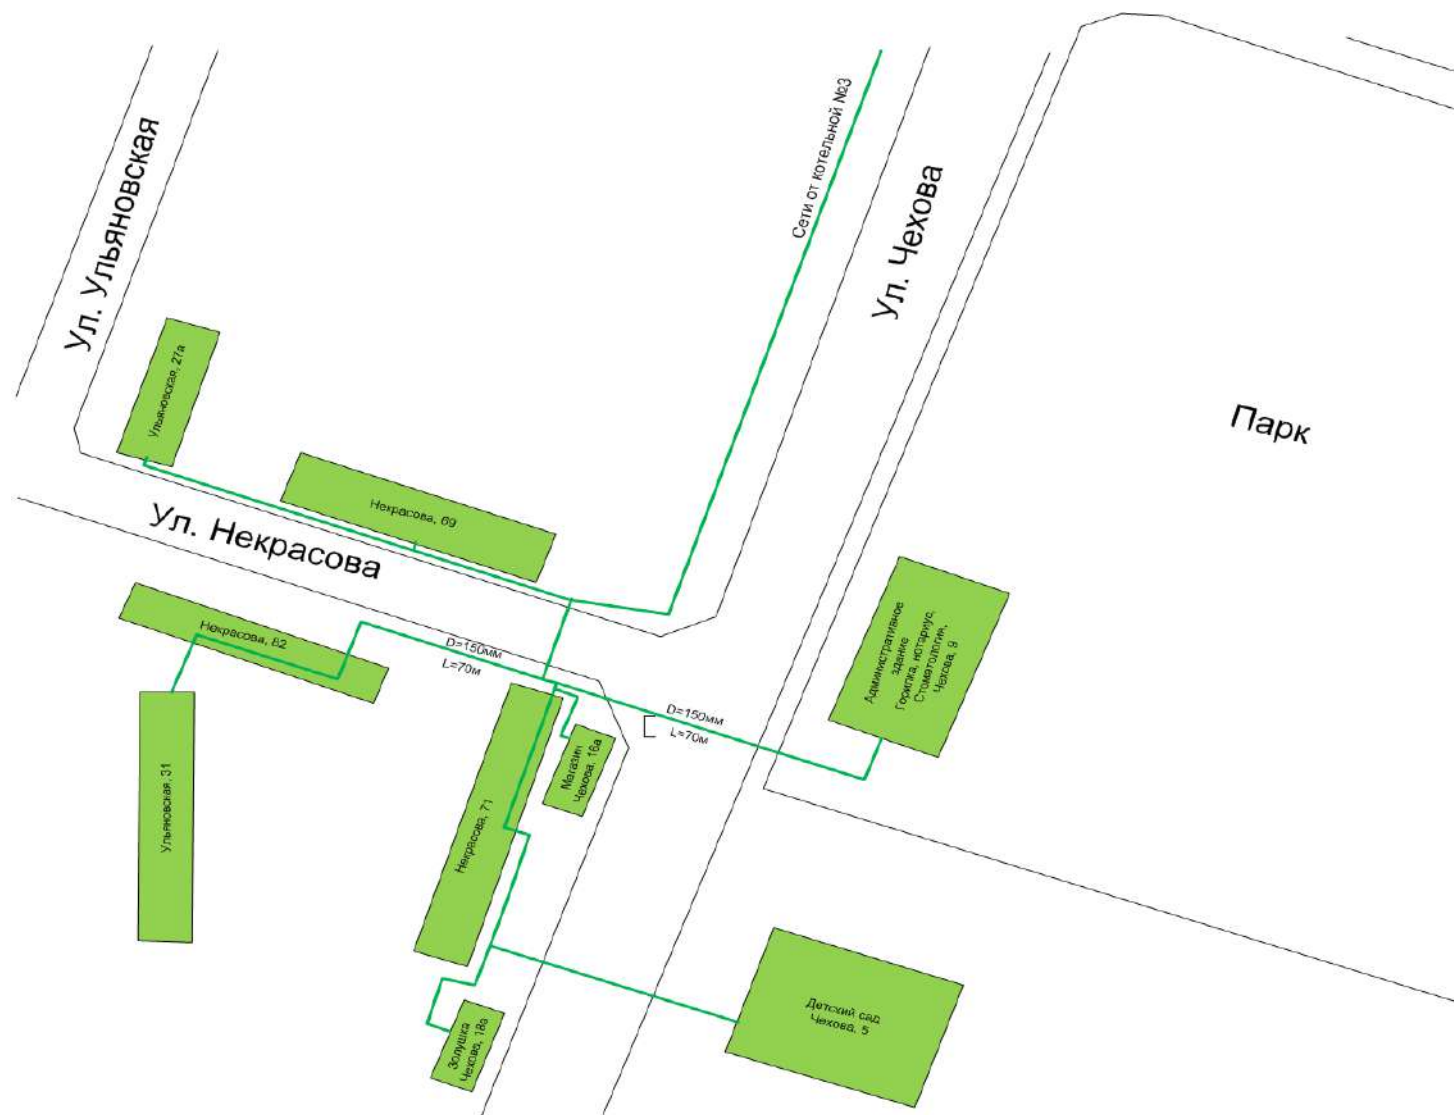 Сети от котельной №3
Ул. Ульяновская
Ул. Чехова
Ульяновская, 27а
Парк
Некрасова, 69
Ул. Некрасова
Некрасова, 82
D=150мм
L=70м
Административное
здание
Горилка, нотариус,
Стоматология,
Чехова, 9
D=150мм
L=70м
Магазин
Чехова, 16а
Ульяновская, 31
Некрасова, 71
Детский сад
Чехова, 5
Золушка
Чехова, 18а